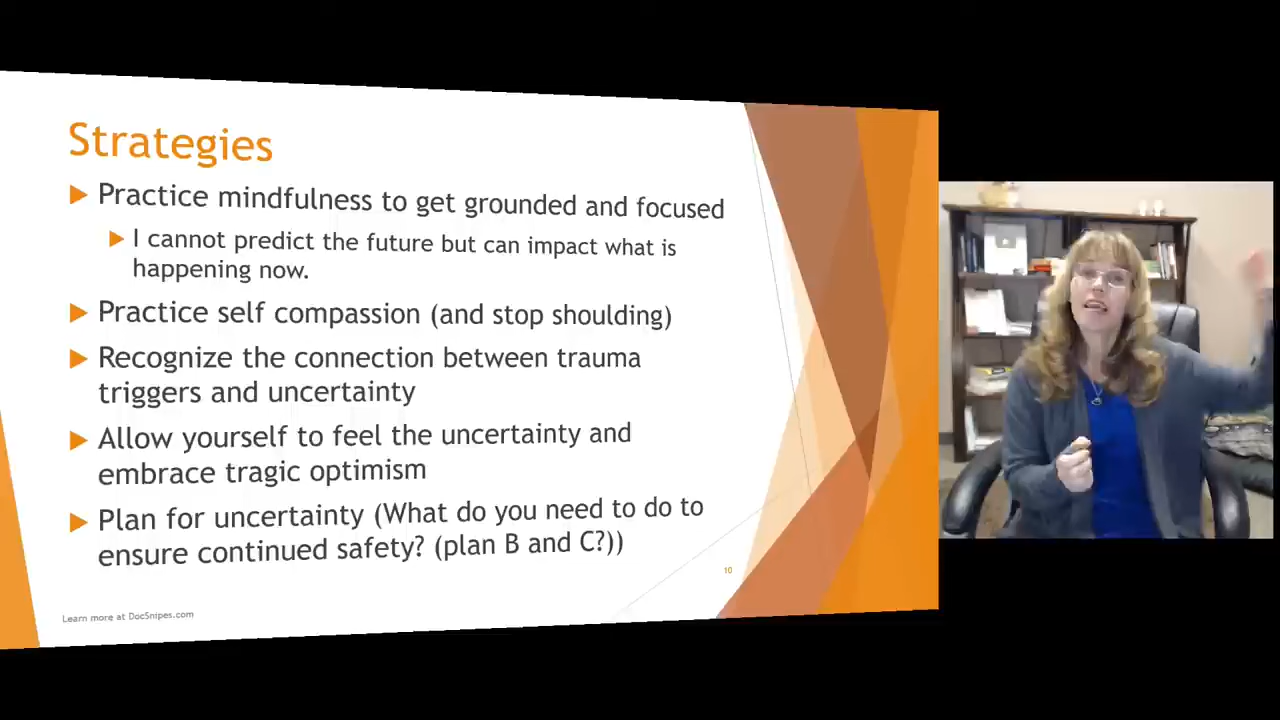 Strategies
Practice mindfulness to get grounded and focused
I cannot predict the future but can impact what is
happening now.
Practice self compassion (and stop shoulding)
Recognize the connection between trauma
triggers and uncertainty
Allow yourself to feel the uncertainty and
embrace tragic optimism
Plan for uncertainty (What do you need to do to
ensure continued safety? (plan B and C?))
10
Learn more at DocSnipes.com